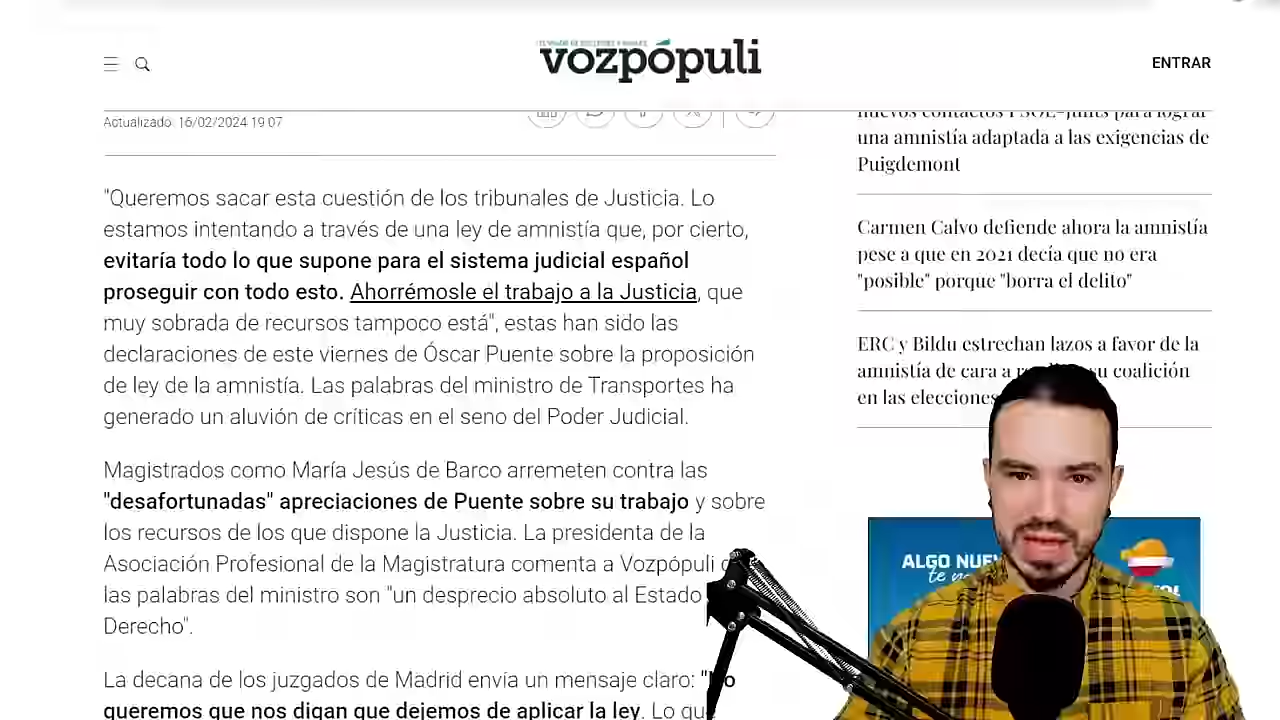 vozpópuli
ENTRAR
Actualizado: 16/02/2024 19:07
"Queremos sacar esta cuestión de los tribunales de Justicia. Lo
estamos intentando a través de una ley de amnistía que, por cierto,
evitaría todo lo que supone para el sistema judicial español
proseguir con todo esto. Ahorrémosle el trabajo a la Justicia, que
muy sobrada de recursos tampoco está", estas han sido las
declaraciones de este viernes de Óscar Puente sobre la proposición
de ley de la amnistía. Las palabras del ministro de Transportes ha
generado un aluvión de críticas en el seno del Poder Judicial.
Magistrados como María Jesús de Barco arremeten contra las
"desafortunadas" apreciaciones de Puente sobre su trabajo y sobre
los recursos de los que dispone la Justicia. La presidenta de la
Asociación Profesional de la Magistratura comenta a Vozpópuli
las palabras del ministro son "un desprecio absoluto al Estado
Derecho".
La decana de los juzgados de Madrid envía un mensaje claro:
queremos que nos digan que dejemos de aplicar la ley. Lo
nuevos contactos PSOE-Junts para lograr
una amnistía adaptada a las exigencias de
Puigdemont
Carmen Calvo defiende ahora la amnistía
pese a que en 2021 decía que no era
"posible" porque "borra el delito"
ERC y Bildu estrechan lazos a favor de la
amnistía de cara a su coalición
en las elecciones
ALGO
te